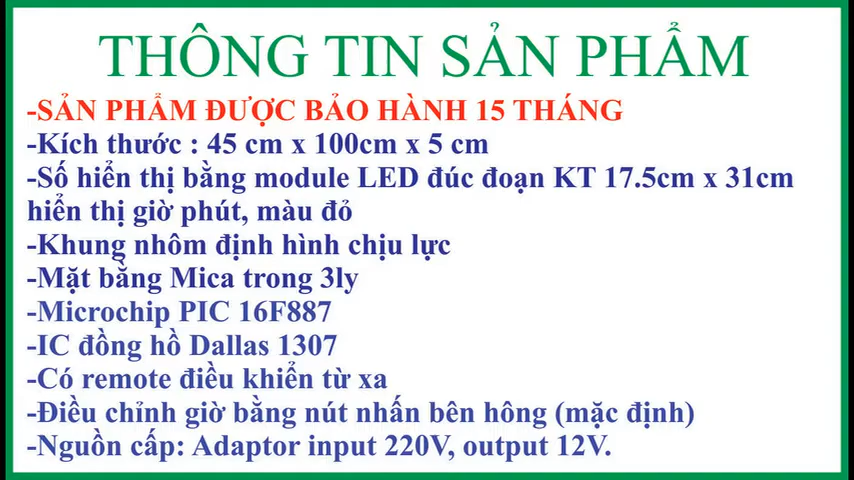 THÔNG TIN SẢN PHẨM
-SẢN PHẨM ĐƯỢC BẢO HÀNH 15 THÁNG
-Kích thước : 45 cm x 100cm x 5 cm
-Số hiển thị bằng module LED đúc đoạn KT 17.5cm x 31cm
hiển thị giờ phút, màu đỏ
-Khung nhôm định hình chịu lực
-Mặt bằng Mica trong 3ly
-Microchip PIC 16F887
-IC đồng hồ Dallas 1307
-Có remote điều khiển từ xa
-Điều chỉnh giờ bằng nút nhấn bên hông (mặc định)
-Nguồn cấp: Adaptor input 220V, output 12V.